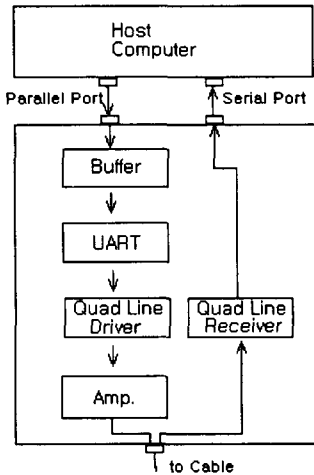 Host
Computer
Parallel Port
Serial Port
Buffer
UART
Quad Line
Driver
Quad Line
Receiver
Amp.
to Cable